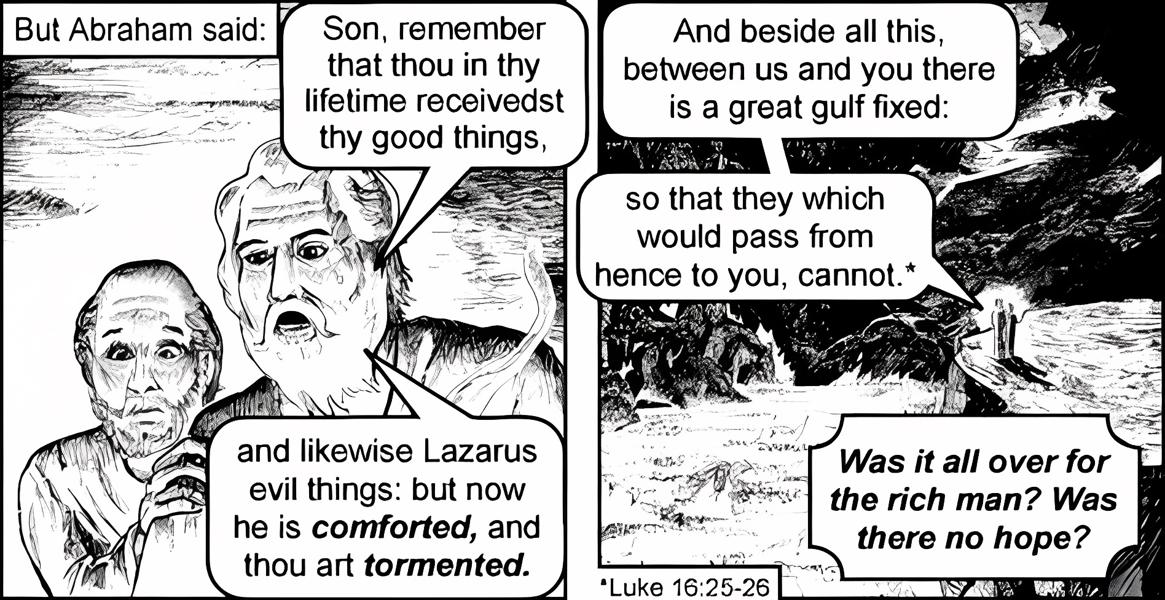 But Abraham said:
Son, remember
that thou in thy
lifetime receivedst
thy good things,
and likewise Lazarus
evil things: but now
he is comforted, and
thou art tormented.
And beside all this,
between us and you there
is a great gulf fixed:
so that they which
would pass from
hence to you, cannot.*
Was it all over for
the rich man? Was
there no hope?
*Luke 16:25-26